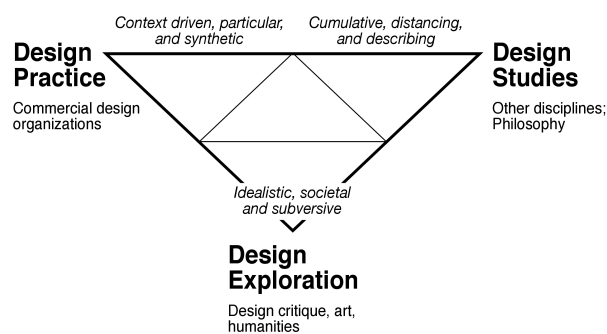 Context driven, particular,
and synthetic
Cumulative, distancing,
and describing
Design
Practice
Commercial design
organizations
Design
Studies
Other disciplines;
Philosophy
Idealistic, societal
and subversive
Design
Exploration
Design critique, art,
humanities